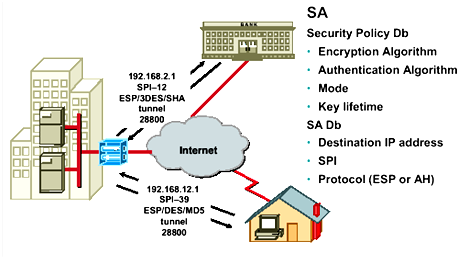 BANK
192.168.2.1
SPI–12
ESP/3DES/SHA
tunnel
28800
Internet
192.168.12.1
SPI–39
ESP/DES/MD5
tunnel
28800
SA
Security Policy Db
• Encryption Algorithm
• Authentication Algorithm
• Mode
• Key lifetime
SA Db
• Destination IP address
• SPI
• Protocol (ESP or AH)